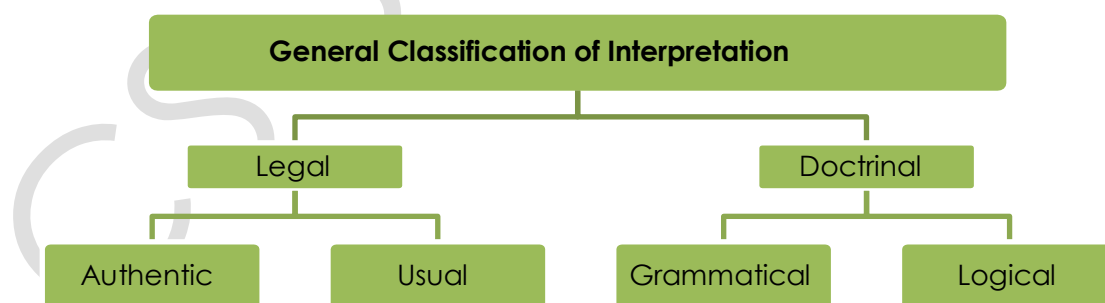 General Classification of Interpretation
Legal
Doctrinal
Authentic
Usual
Grammatical
Logical